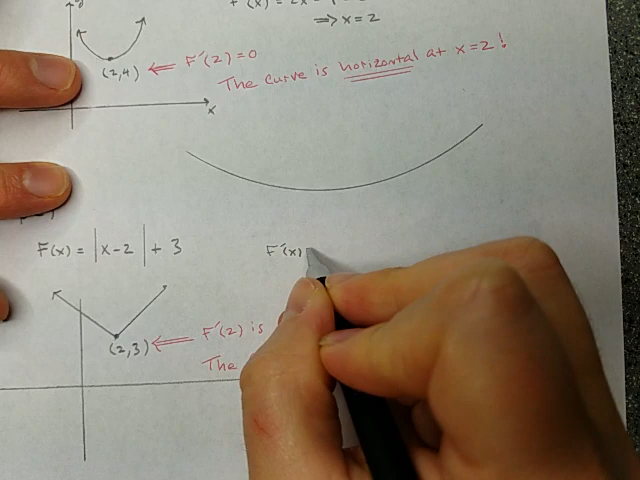 y
⇒ x = 2
(2,4) ⇐ F'(2) = 0
The curve is horizontal at x = 2!
x
F(x) = |x-2| + 3
F'(x)
(2,3) ⇐ F'(2) is
The